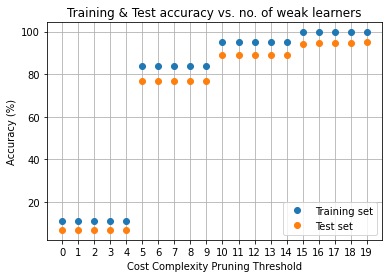 Training & Test accuracy vs. no. of weak learners
Accuracy (%)
100
80
60
40
20
Training set
Test set
0 1 2 3 4 5 6 7 8 9 10 11 12 13 14 15 16 17 18 19
Cost Complexity Pruning Threshold